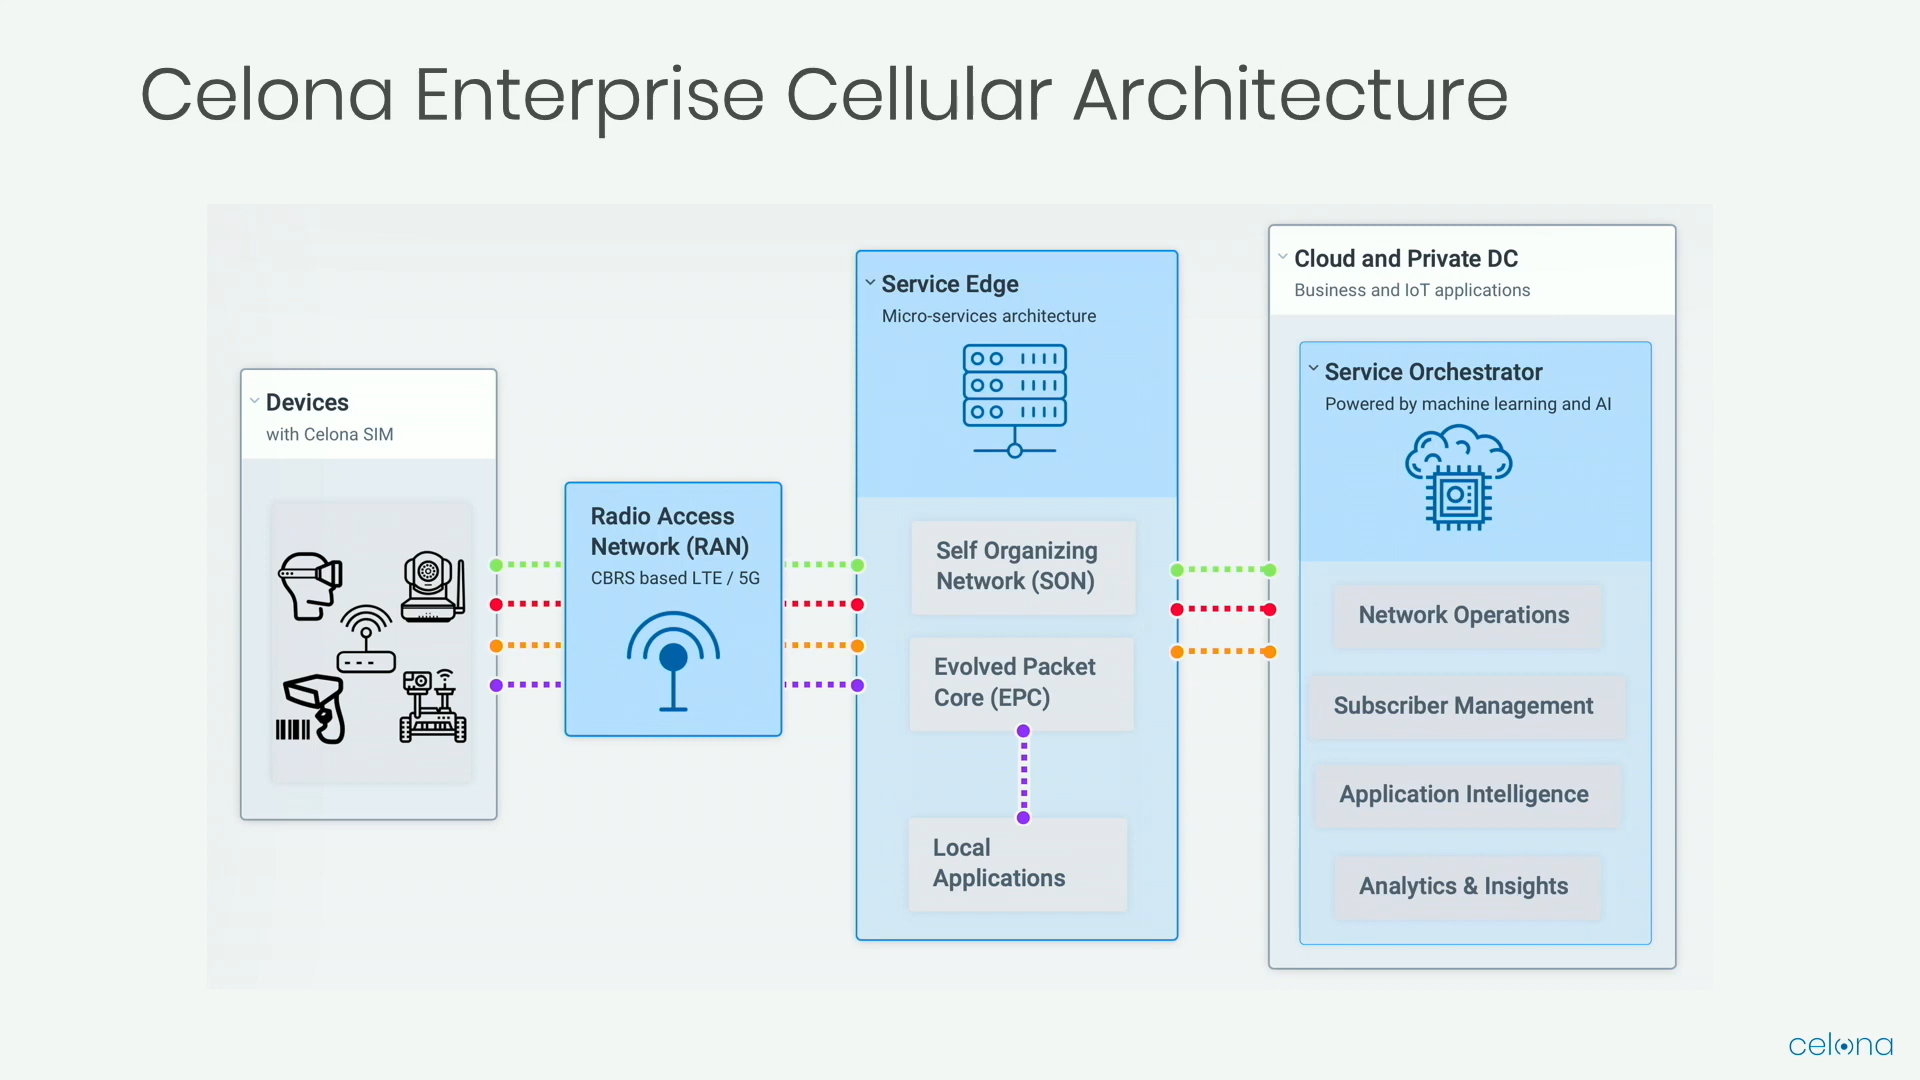 Celona Enterprise Cellular Architecture
Devices
with Celona SIM
Radio Access
Network (RAN)
CBRS based LTE / 5G
Service Edge
Micro-services architecture
Self Organizing
Network (SON)
Evolved Packet
Core (EPC)
Local
Applications
Cloud and Private DC
Business and IoT applications
Service Orchestrator
Powered by machine learning and AI
Network Operations
Subscriber Management
Application Intelligence
Analytics & Insights
celona